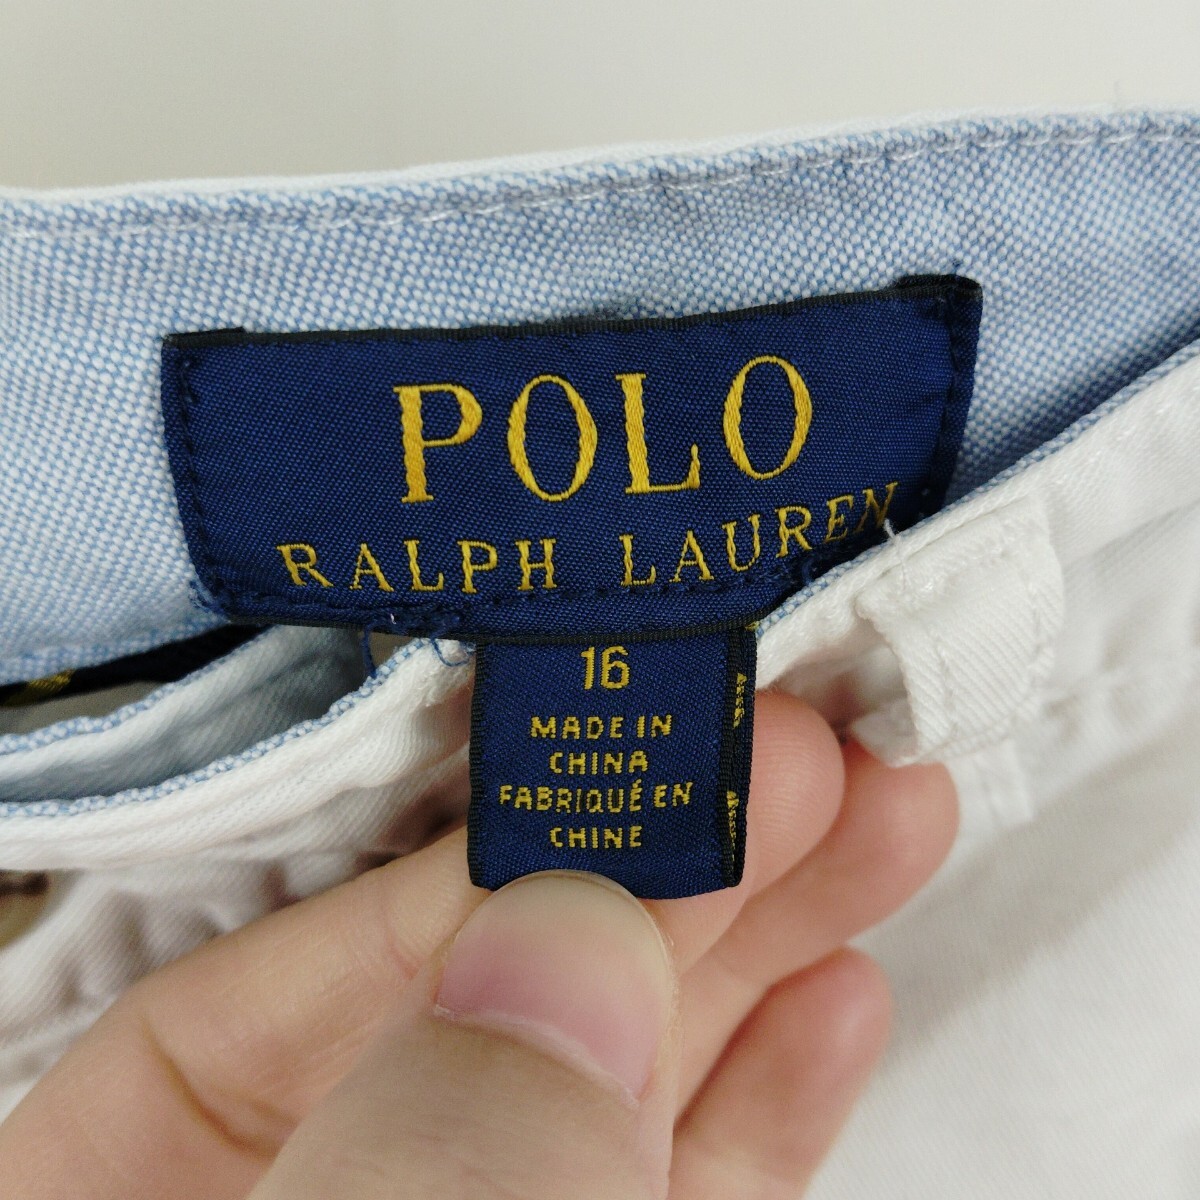 POLO
RALPH LAUREN
16
MADE IN
CHINA
FABRIQUÉ EN
CHINE